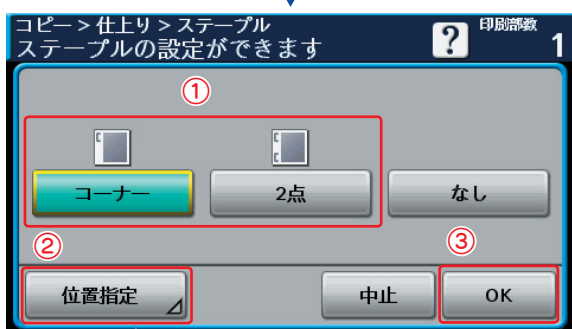 コピー > 仕上り > ステープル
ステープルの設定ができます
?
印刷部数
1
①
コーナー
2点
なし
②
③
位置指定
中止
OK